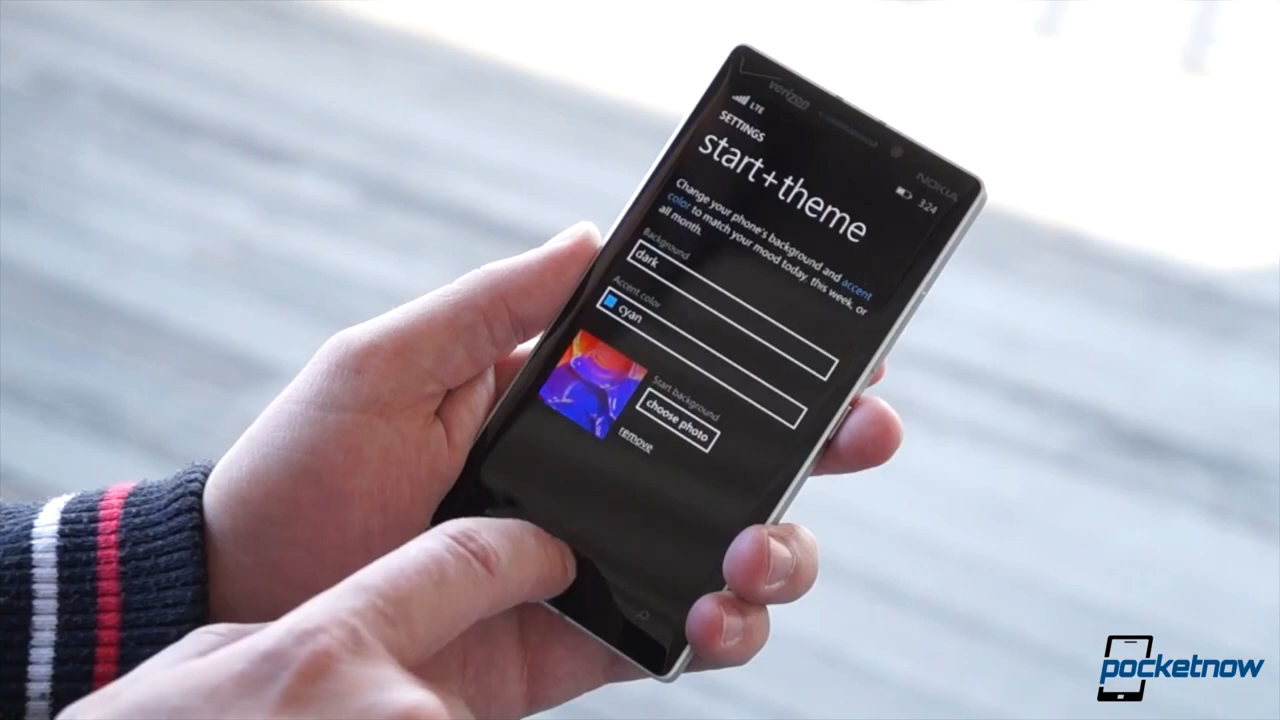 verizon
LTE
NOKIA
3:24
SETTINGS
start+theme
Change your phone's background and accent
color to match your mood today, this week, or
all month.
Background
dark
Accent color
cyan
Start background
choose photo
remove
pocketnow